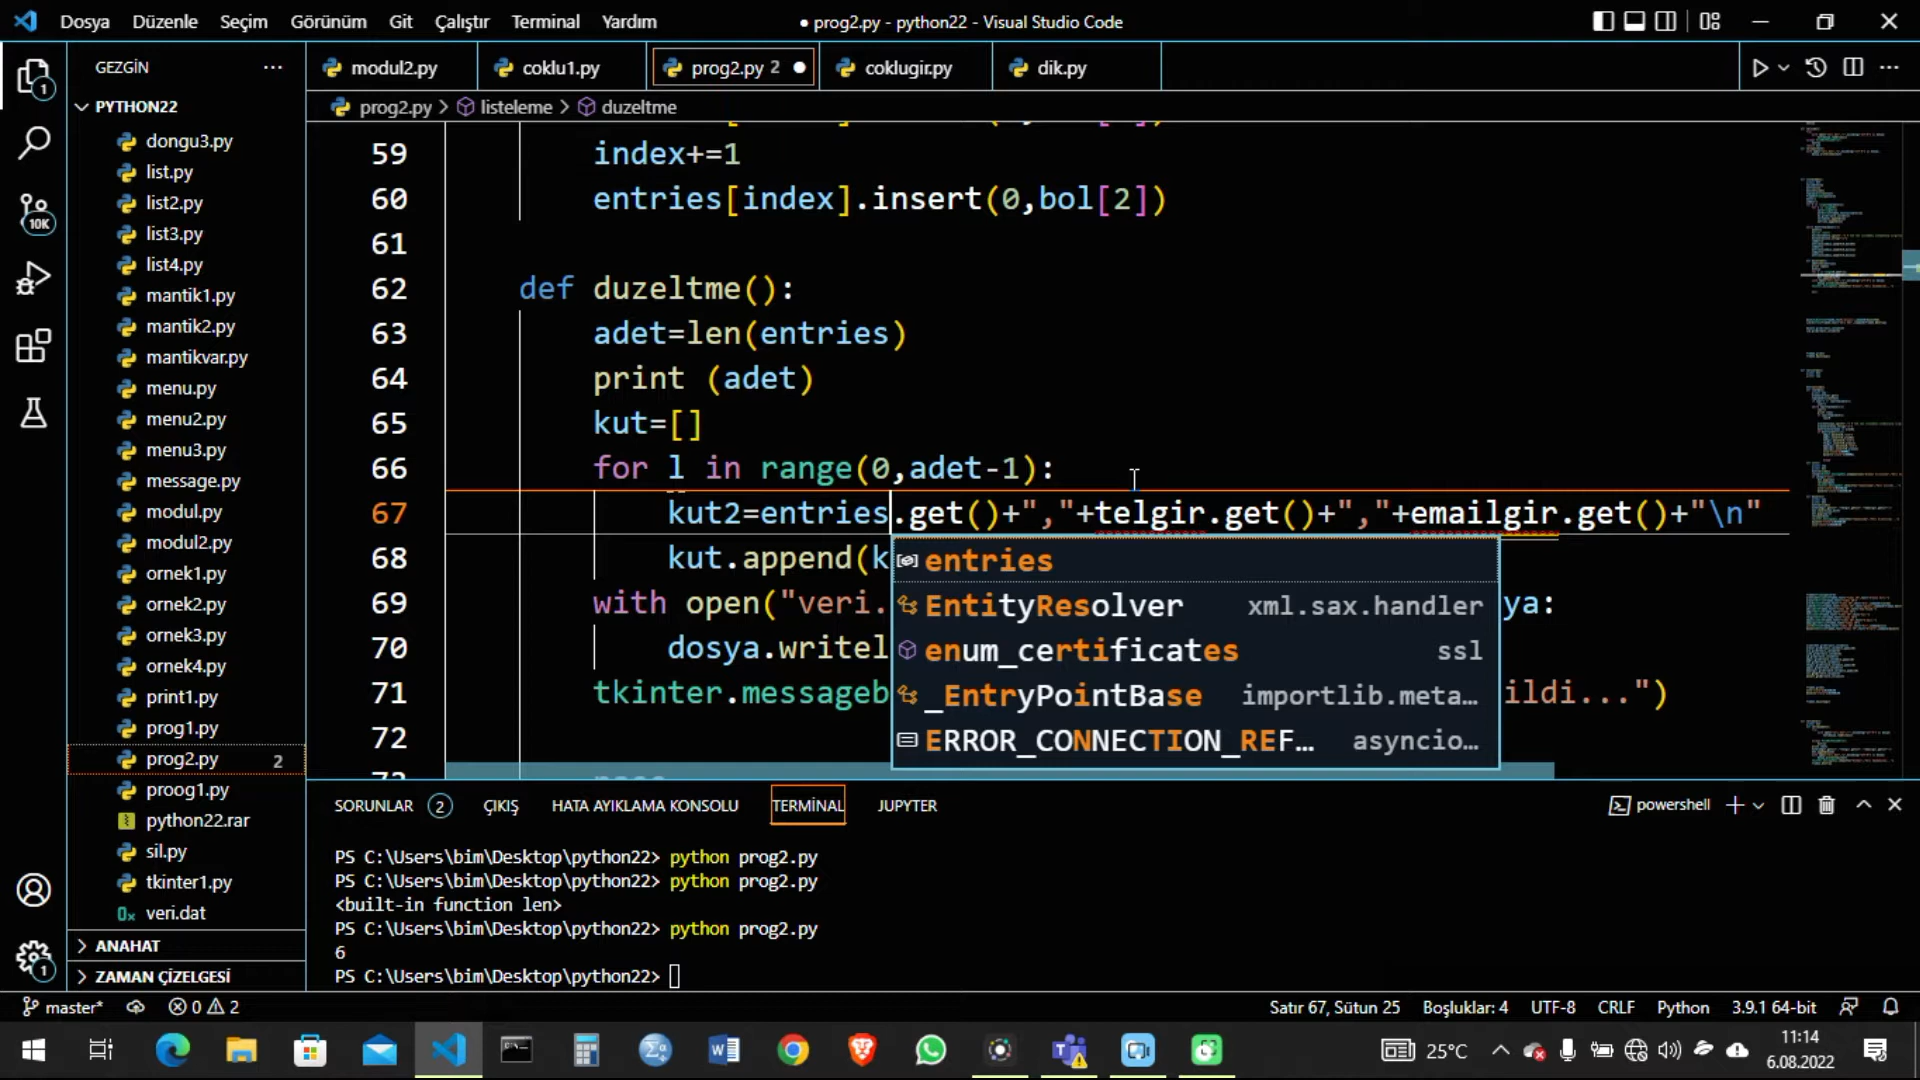 Dosya Düzenle Seçim Görünüm Git Çalıştır Terminal Yardım
● prog2.py - python22 - Visual Studio Code
GEZGİN ···
modul2.py
coklu1.py
prog2.py 2 ●
coklugir.py
dik.py
PYTHON22
prog2.py > listeleme > duzeltme
dongu3.py
list.py
list2.py
list3.py
list4.py
mantik1.py
mantik2.py
mantikvar.py
menu.py
menu2.py
menu3.py
message.py
modul.py
modul2.py
ornek1.py
ornek2.py
ornek3.py
ornek4.py
print1.py
prog1.py
prog2.py 2
proog1.py
python22.rar
sil.py
tkinter1.py
veri.dat
ANAHAT
ZAMAN ÇİZELGESİ
1
10K
1
59 index+=1
60 entries[index].insert(0,bol[2])
61
62 def duzeltme():
63 adet=len(entries)
64 print (adet)
65 kut=[]
66 for l in range(0,adet-1):
67 kut2=entries.get()+","+telgir.get()+","+emailgir.get()+"\n"
68 kut.append(k
69 with open("veri. ya:
70 dosya.writel
71 tkinter.messageb ildi...")
72
entries
EntityResolver xml.sax.handler
enum_certificates ssl
_EntryPointBase importlib.meta…
ERROR_CONNECTION_REF… asyncio…
SORUNLAR 2 ÇIKIŞ HATA AYIKLAMA KONSOLU TERMİNAL JUPYTER
powershell
PS C:\Users\bim\Desktop\python22> python prog2.py
PS C:\Users\bim\Desktop\python22> python prog2.py
<built-in function len>
PS C:\Users\bim\Desktop\python22> python prog2.py
6
PS C:\Users\bim\Desktop\python22>
master* 0 2
Satır 67, Sütun 25 Boşluklar: 4 UTF-8 CRLF Python 3.9.1 64-bit
25°C
11:14
6.08.2022